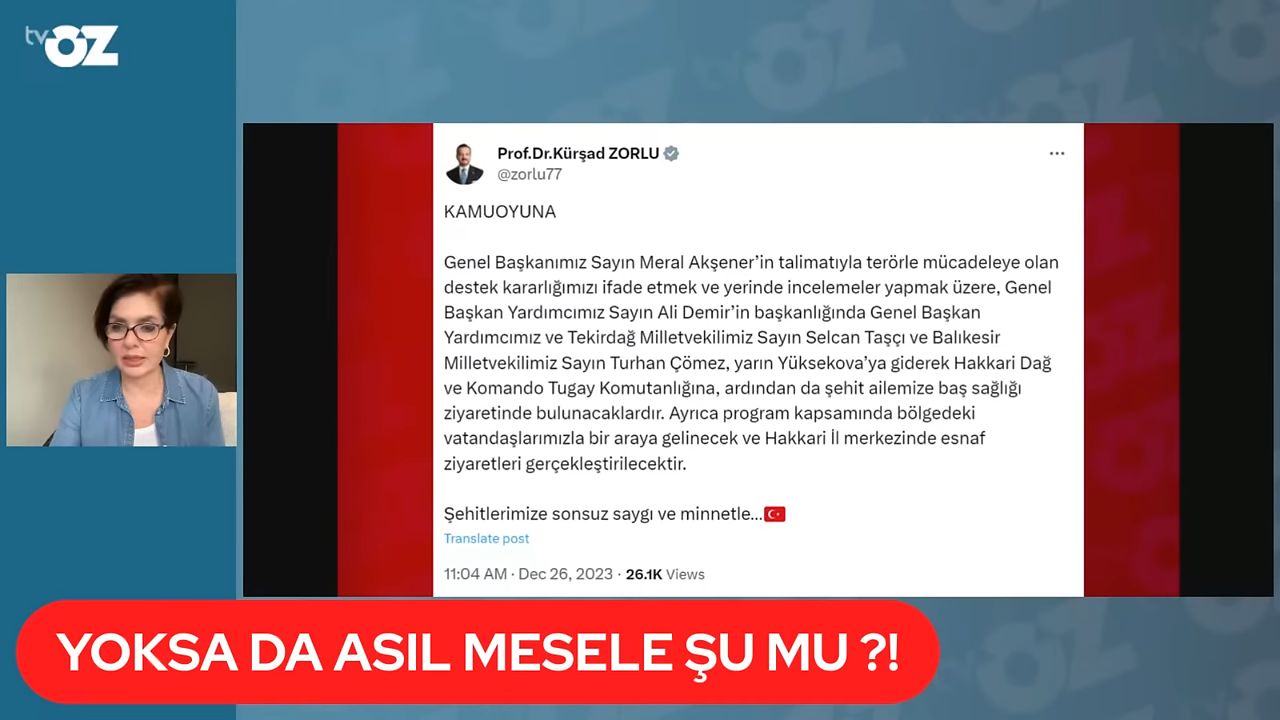 tv ÖZ
Prof.Dr.Kürşad ZORLU
@zorlu77
KAMUOYUNA
Genel Başkanımız Sayın Meral Akşener’in talimatıyla terörle mücadeleye olan
destek kararlığımızı ifade etmek ve yerinde incelemeler yapmak üzere, Genel
Başkan Yardımcımız Sayın Ali Demir’in başkanlığında Genel Başkan
Yardımcımız ve Tekirdağ Milletvekilimiz Sayın Selcan Taşçı ve Balıkesir
Milletvekilimiz Sayın Turhan Çömez, yarın Yüksekova’ya giderek Hakkari Dağ
ve Komando Tugay Komutanlığına, ardından da şehit ailemize baş sağlığı
ziyaretinde bulunacaklardır. Ayrıca program kapsamında bölgedeki
vatandaşlarımızla bir araya gelinecek ve Hakkari İl merkezinde esnaf
ziyaretleri gerçekleştirilecektir.
Şehitlerimize sonsuz saygı ve minnetle...🇹🇷
Translate post
11:04 AM · Dec 26, 2023 · 26.1K Views
YOKSA DA ASIL MESELE ŞU MU ?!